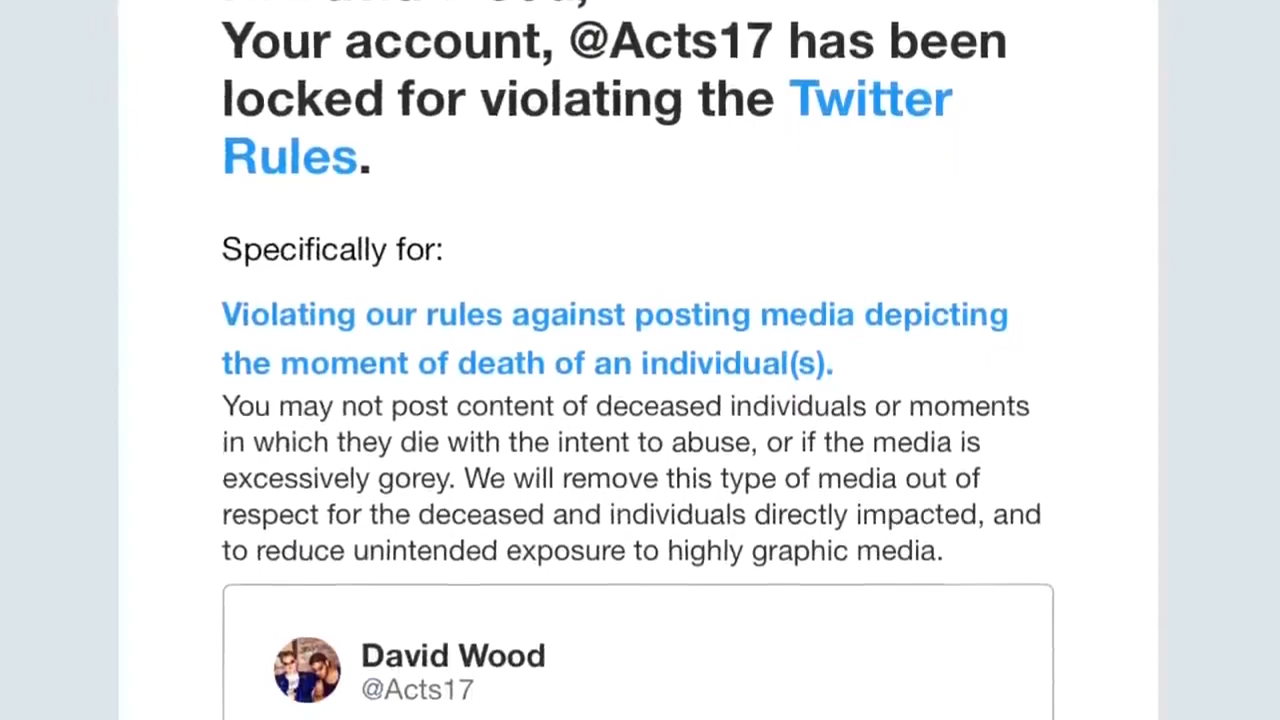 Your account, @Acts17 has been
locked for violating the Twitter
Rules.
Specifically for:
Violating our rules against posting media depicting
the moment of death of an individual(s).
You may not post content of deceased individuals or moments
in which they die with the intent to abuse, or if the media is
excessively gorey. We will remove this type of media out of
respect for the deceased and individuals directly impacted, and
to reduce unintended exposure to highly graphic media.
David Wood
@Acts17